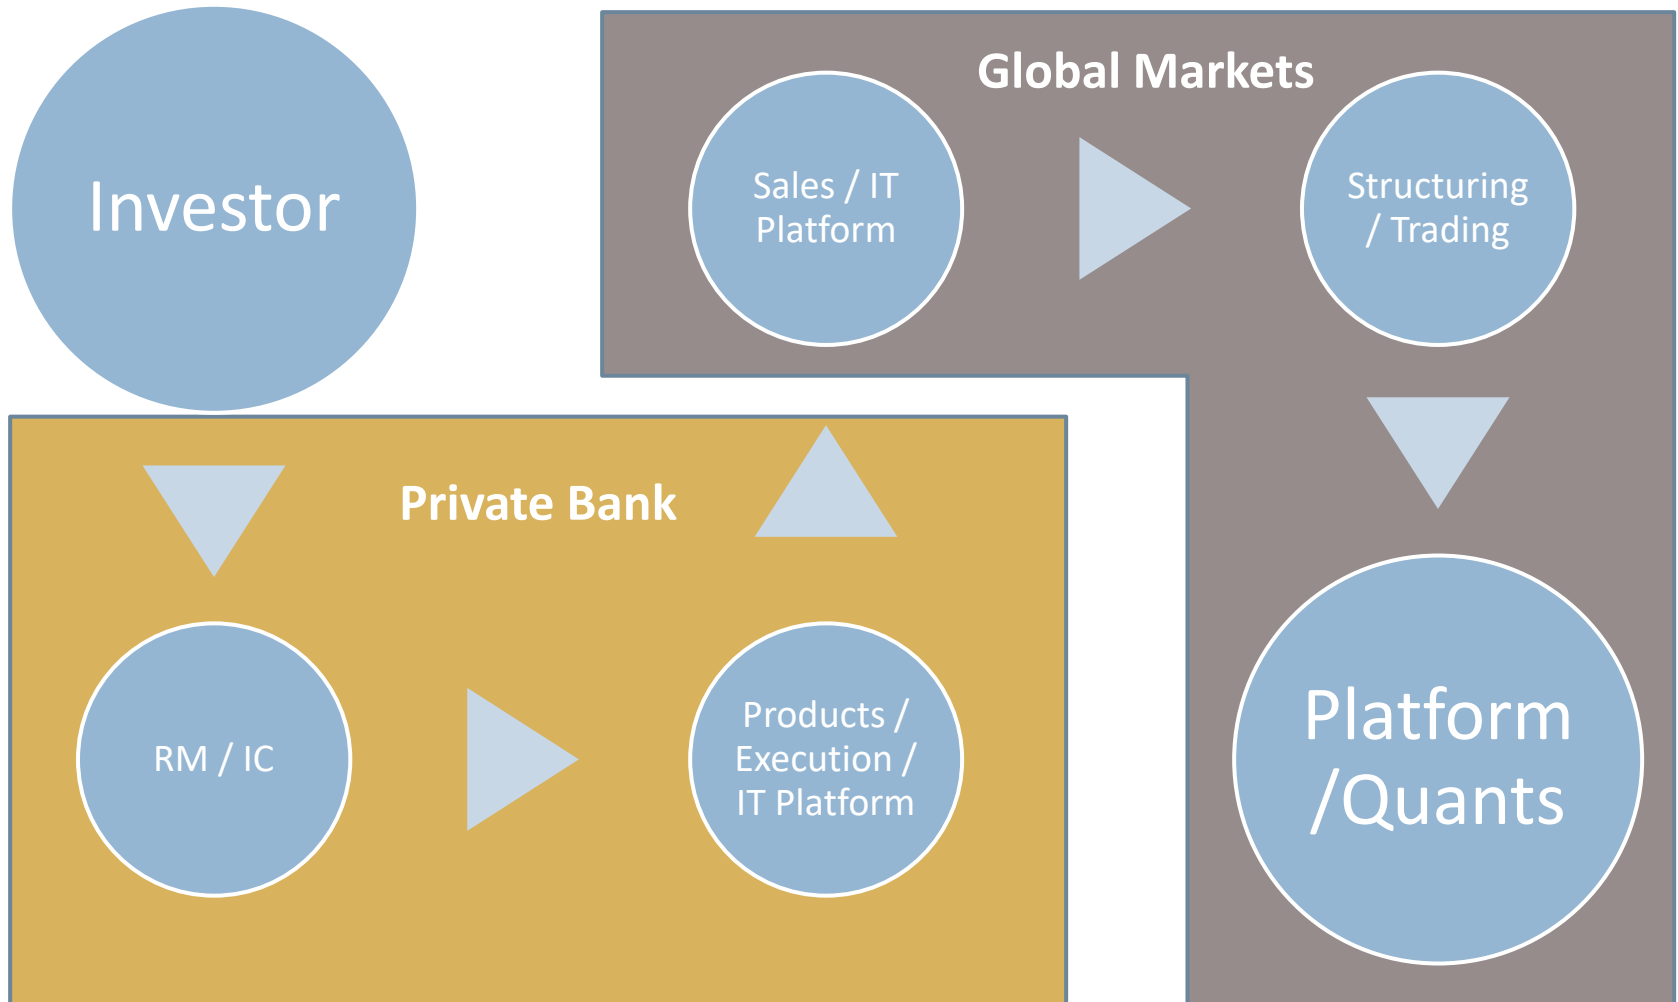 Investor
Private Bank
RM / IC
Products /
Execution /
IT Platform
Global Markets
Sales / IT
Platform
Structuring
/ Trading
Platform
/Quants